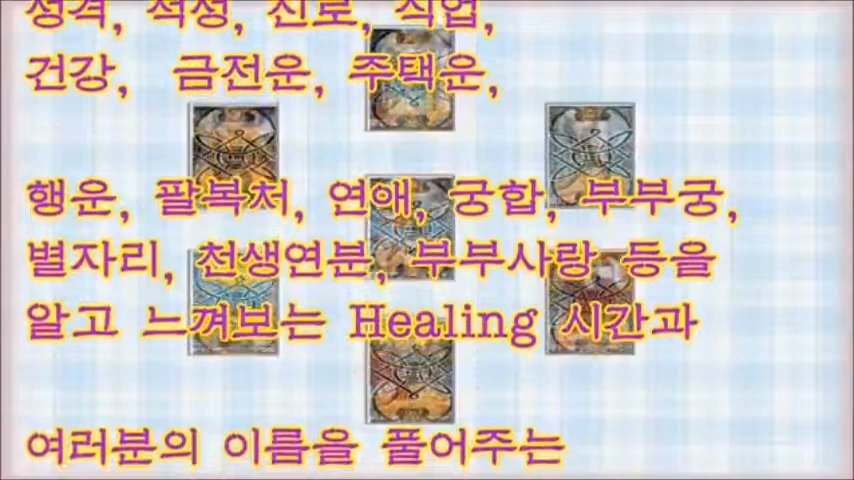 성격, 적성, 진로, 직업,
건강, 금전운, 주택운,
행운, 팔복처, 연애, 궁합, 부부궁,
별자리, 천생연분, 부부사랑 등을
알고 느껴보는 Healing 시간과
여러분의 이름을 풀어주는